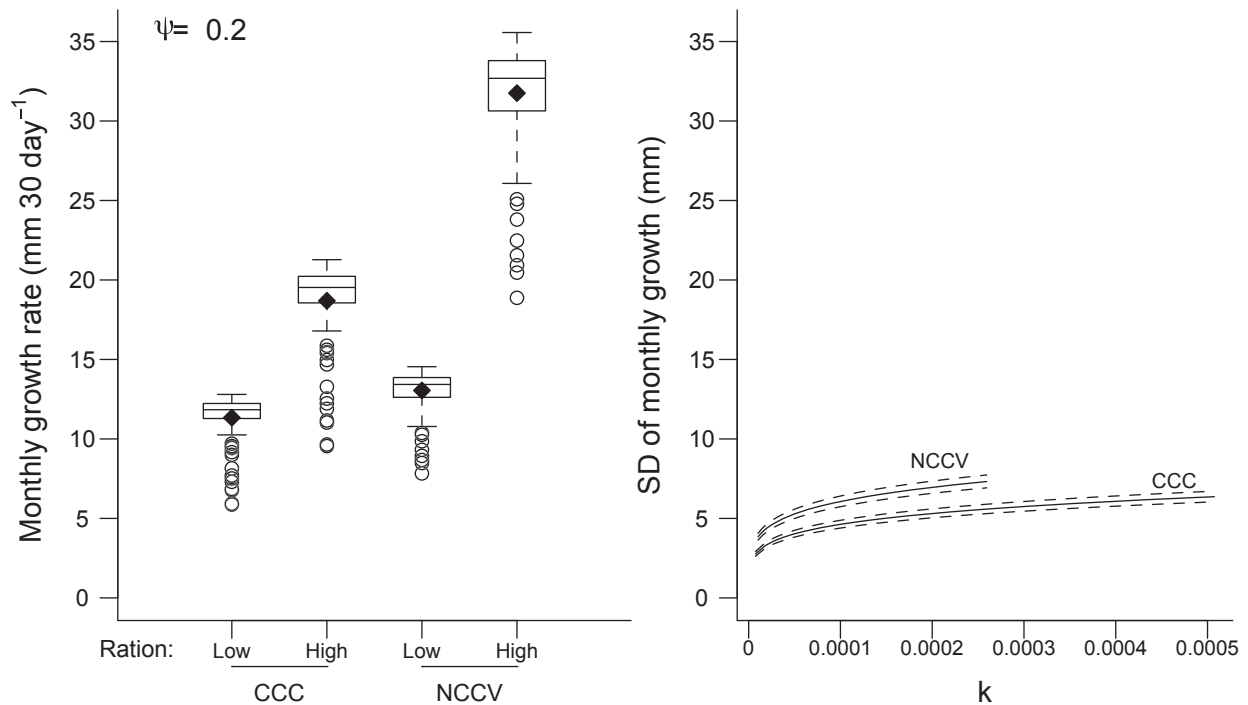 ψ= 0.2
Monthly growth rate (mm 30 day⁻¹)
35
30
25
20
15
10
5
0
Ration: Low High Low High
CCC NCCV
SD of monthly growth (mm)
35
30
25
20
15
10
5
0
NCCV
CCC
0 0.0001 0.0002 0.0003 0.0004 0.0005
k